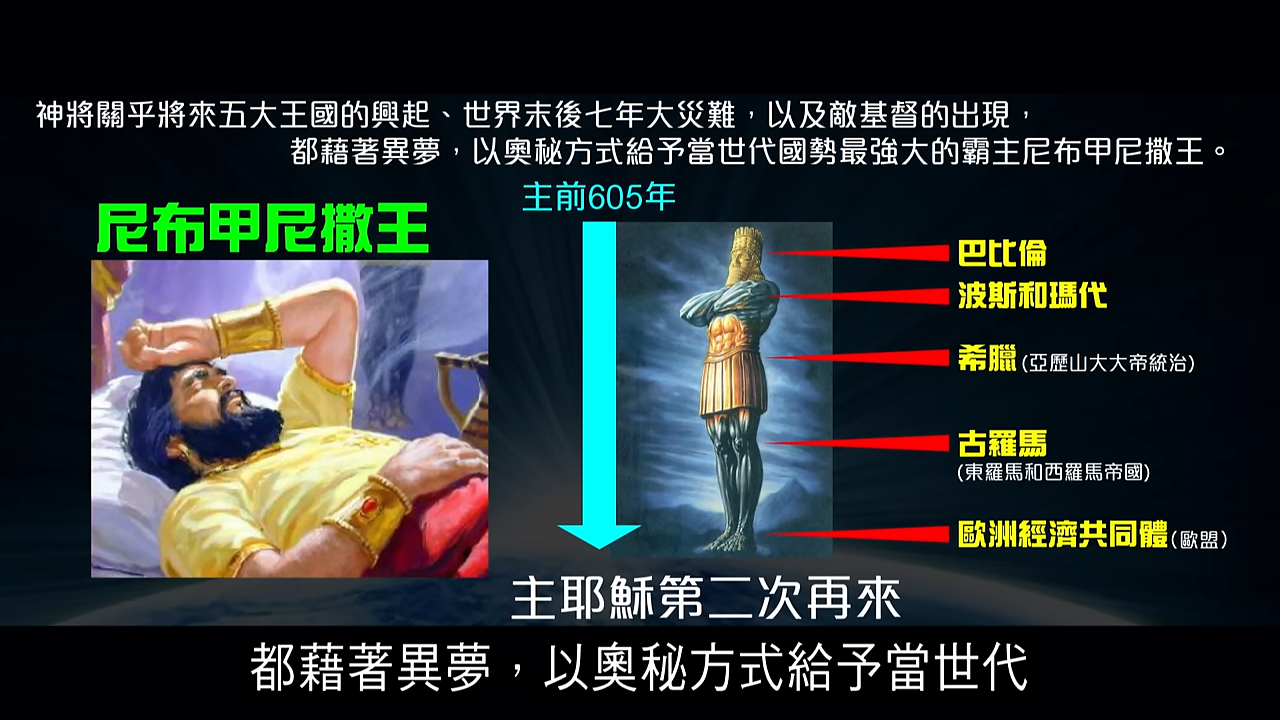 神將關乎將來五大王國的興起、世界末後七年大災難，以及敵基督的出現，
都藉著異夢，以奧秘方式給予當世代國勢最強大的霸主尼布甲尼撒王。
主前605年
尼布甲尼撒王
巴比倫
波斯和瑪代
希臘(亞歷山大大帝統治)
古羅馬
(東羅馬和西羅馬帝國)
歐洲經濟共同體(歐盟)
主耶穌第二次再來
都藉著異夢，以奧秘方式給予當世代